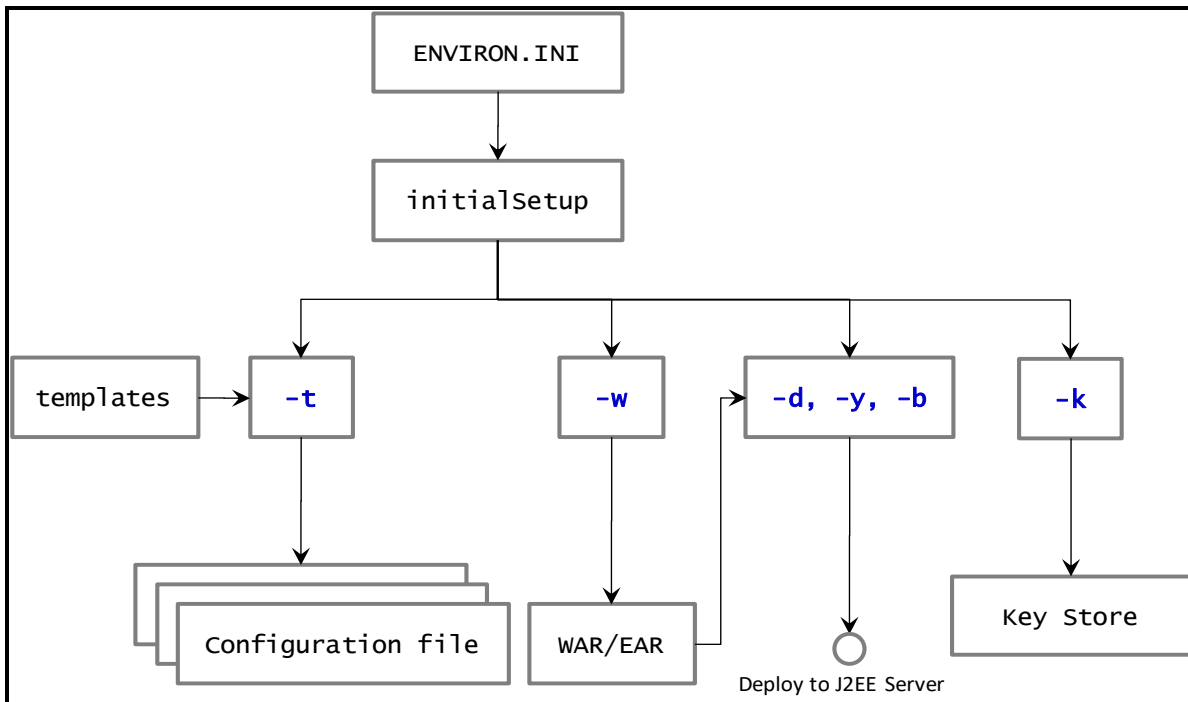 ENVIRON.INI
initialSetup
templates
-t
-w
-d, -y, -b
-k
Configuration file
WAR/EAR
Key Store
Deploy to J2EE Server